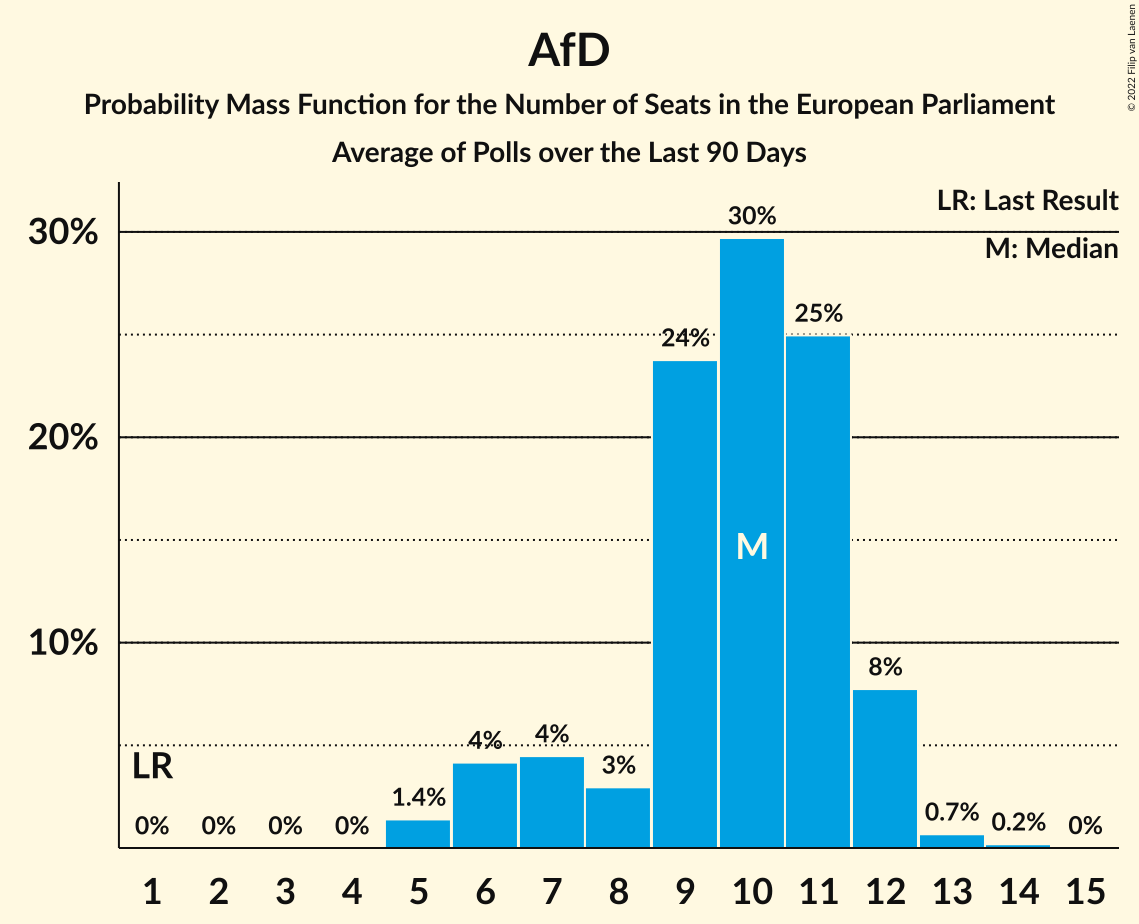 AfD
Probability Mass Function for the Number of Seats in the European Parliament
Average of Polls over the Last 90 Days
© 2022 Filip van Laenen
LR: Last Result
M: Median
30%
20%
10%
LR
0%
0%
0%
0%
1.4%
4%
4%
3%
24%
30%
25%
8%
0.7%
0.2%
0%
M
1 2 3 4 5 6 7 8 9 10 11 12 13 14 15